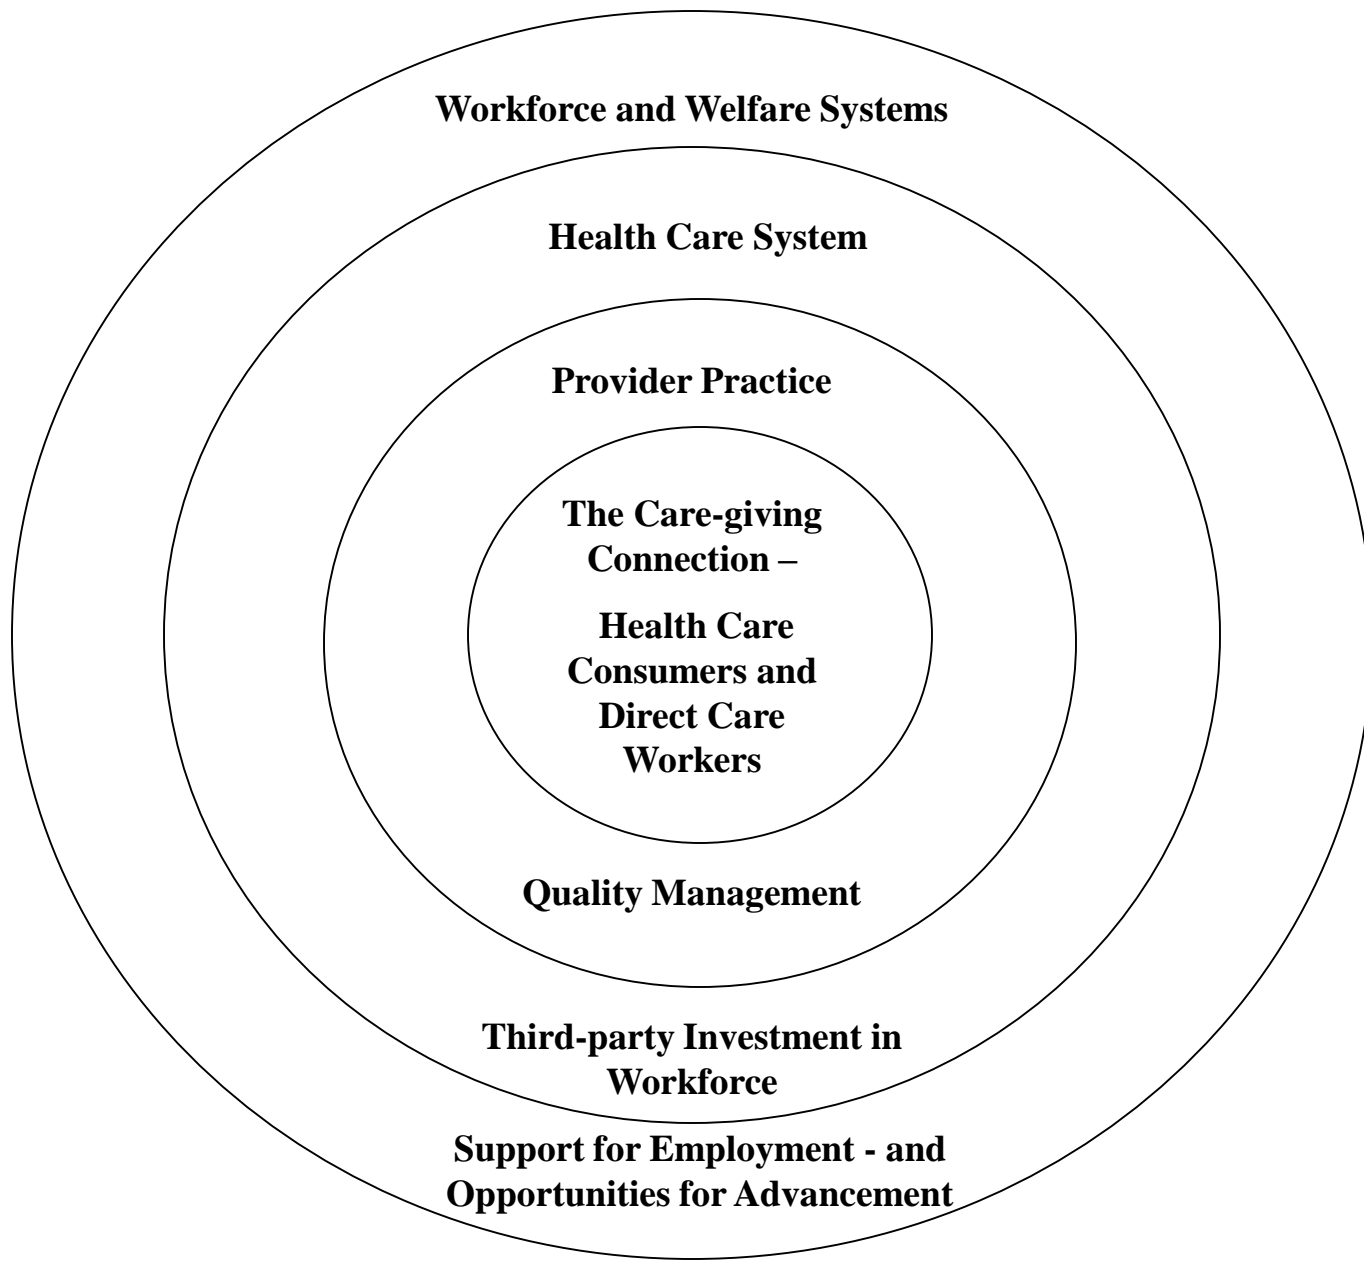 Workforce and Welfare Systems
Health Care System
Provider Practice
The Care-giving
Connection –
Health Care
Consumers and
Direct Care
Workers
Quality Management
Third-party Investment in
Workforce
Support for Employment - and
Opportunities for Advancement